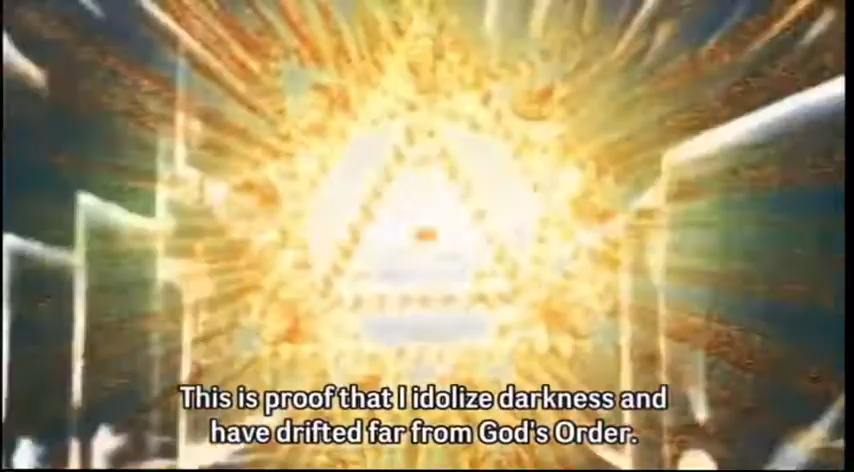 This is proof that I idolize darkness and
have drifted far from God's Order.